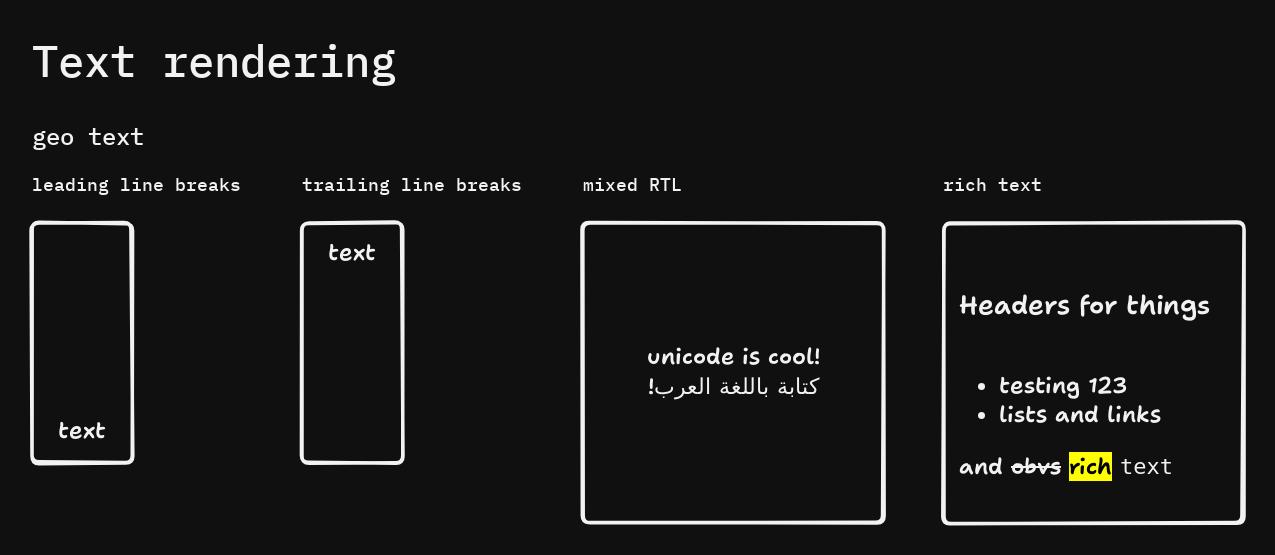 Text rendering
geo text
leading line breaks
text
trailing line breaks
text
mixed RTL
unicode is cool!
كتابة باللغة العرب!
rich text
Headers for things
• testing 123
• lists and links
and obvs rich text